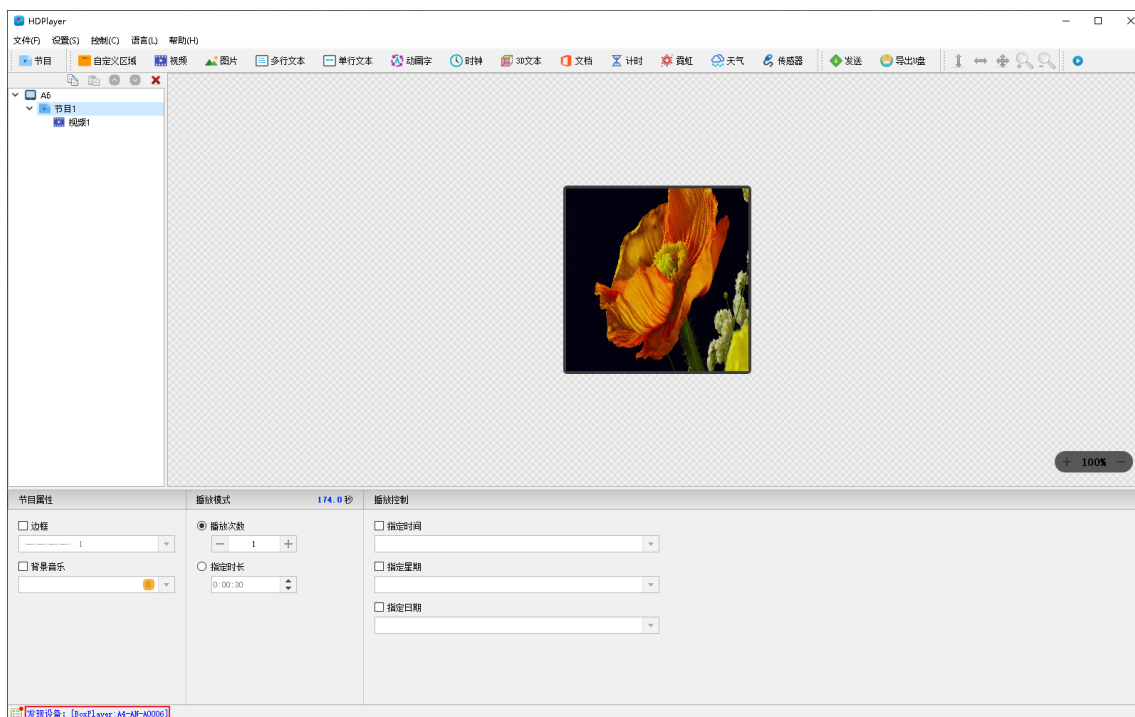 HDPlayer
文件(F) 设置(S) 控制(C) 语言(L) 帮助(H)
节目 自定义区域 视频 图片 多行文本 单行文本 动画字 时钟 3D文本 文档 计时 霓虹 天气 传感器 发送 导出U盘
A6
节目1
视频1
+ 100% −
节目属性 播放模式 174.0秒 播放控制
边框 播放次数 指定时间
1 − 1 +
背景音乐 指定时长 指定星期
0 0:00:30
指定日期
发现设备: [BoxPlayer:A4-AN-A0006]